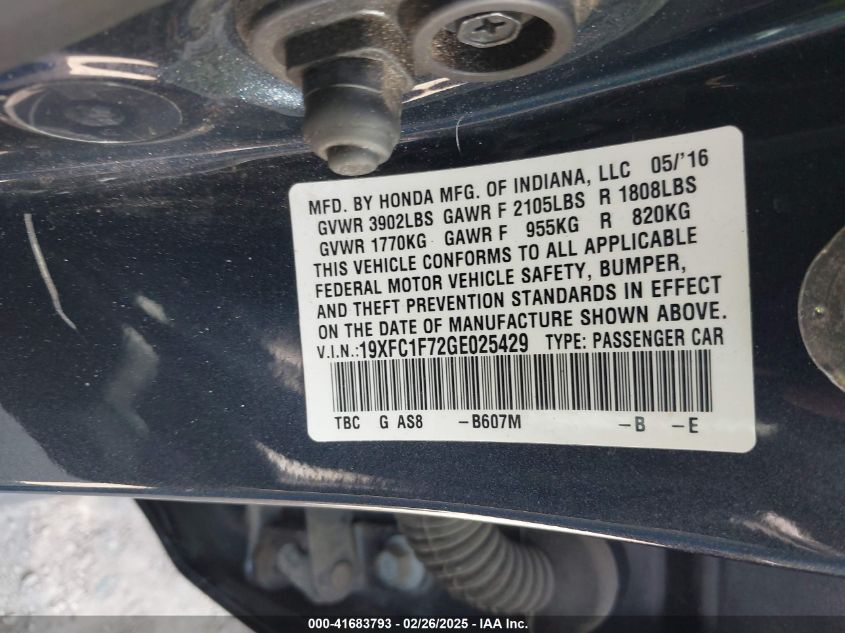 MFD. BY HONDA MFG. OF INDIANA, LLC 05/'16
GVWR 3902LBS GAWR F 2105LBS R 1808LBS
GVWR 1770KG GAWR F 955KG R 820KG
THIS VEHICLE CONFORMS TO ALL APPLICABLE
FEDERAL MOTOR VEHICLE SAFETY, BUMPER,
AND THEFT PREVENTION STANDARDS IN EFFECT
ON THE DATE OF MANUFACTURE SHOWN ABOVE.
V.I.N.:19XFC1F72GE025429 TYPE: PASSENGER CAR
TBC G AS8 -B607M -B -E
000-41683793 - 02/26/2025 - IAA Inc.